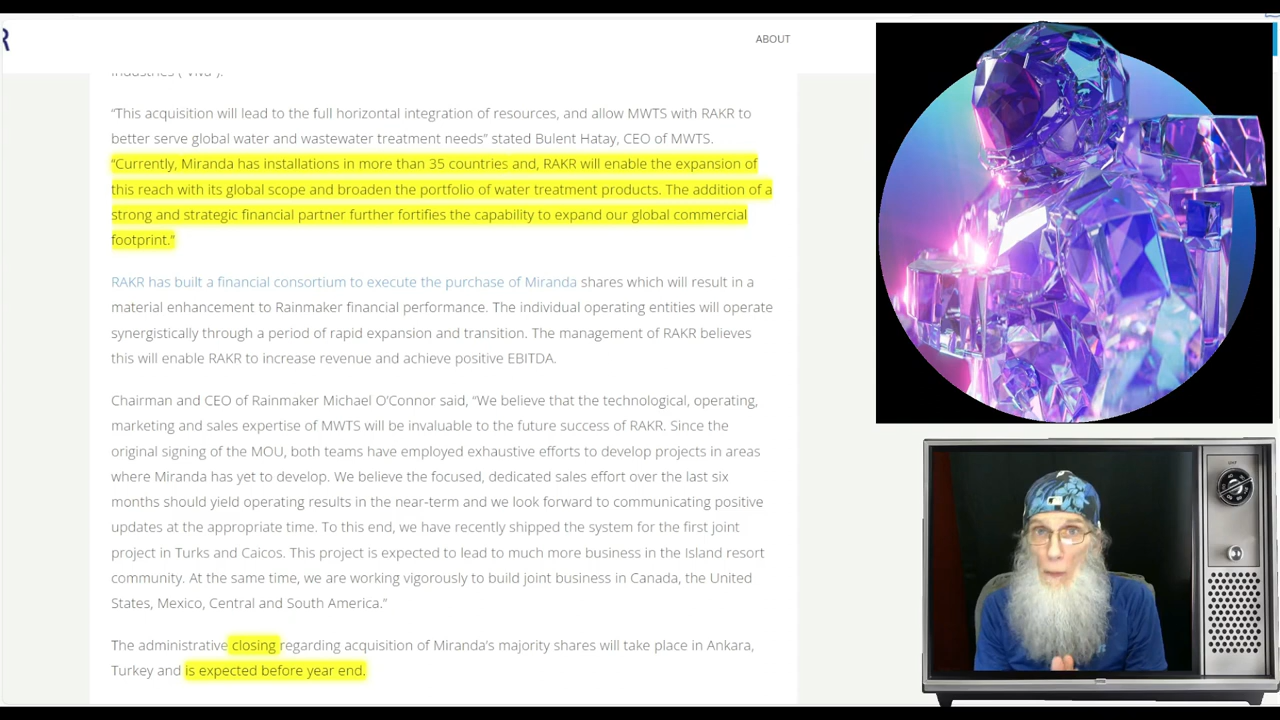 R
ABOUT
Industries ("Viva").
“This acquisition will lead to the full horizontal integration of resources, and allow MWTS with RAKR to
better serve global water and wastewater treatment needs” stated Bulent Hatay, CEO of MWTS.
“Currently, Miranda has installations in more than 35 countries and, RAKR will enable the expansion of
this reach with its global scope and broaden the portfolio of water treatment products. The addition of a
strong and strategic financial partner further fortifies the capability to expand our global commercial
footprint.”
RAKR has built a financial consortium to execute the purchase of Miranda shares which will result in a
material enhancement to Rainmaker financial performance. The individual operating entities will operate
synergistically through a period of rapid expansion and transition. The management of RAKR believes
this will enable RAKR to increase revenue and achieve positive EBITDA.
Chairman and CEO of Rainmaker Michael O’Connor said, “We believe that the technological, operating,
marketing and sales expertise of MWTS will be invaluable to the future success of RAKR. Since the
original signing of the MOU, both teams have employed exhaustive efforts to develop projects in areas
where Miranda has yet to develop. We believe the focused, dedicated sales effort over the last six
months should yield operating results in the near-term and we look forward to communicating positive
updates at the appropriate time. To this end, we have recently shipped the system for the first joint
project in Turks and Caicos. This project is expected to lead to much more business in the Island resort
community. At the same time, we are working vigorously to build joint business in Canada, the United
States, Mexico, Central and South America.”
The administrative closing regarding acquisition of Miranda’s majority shares will take place in Ankara,
Turkey and is expected before year end.